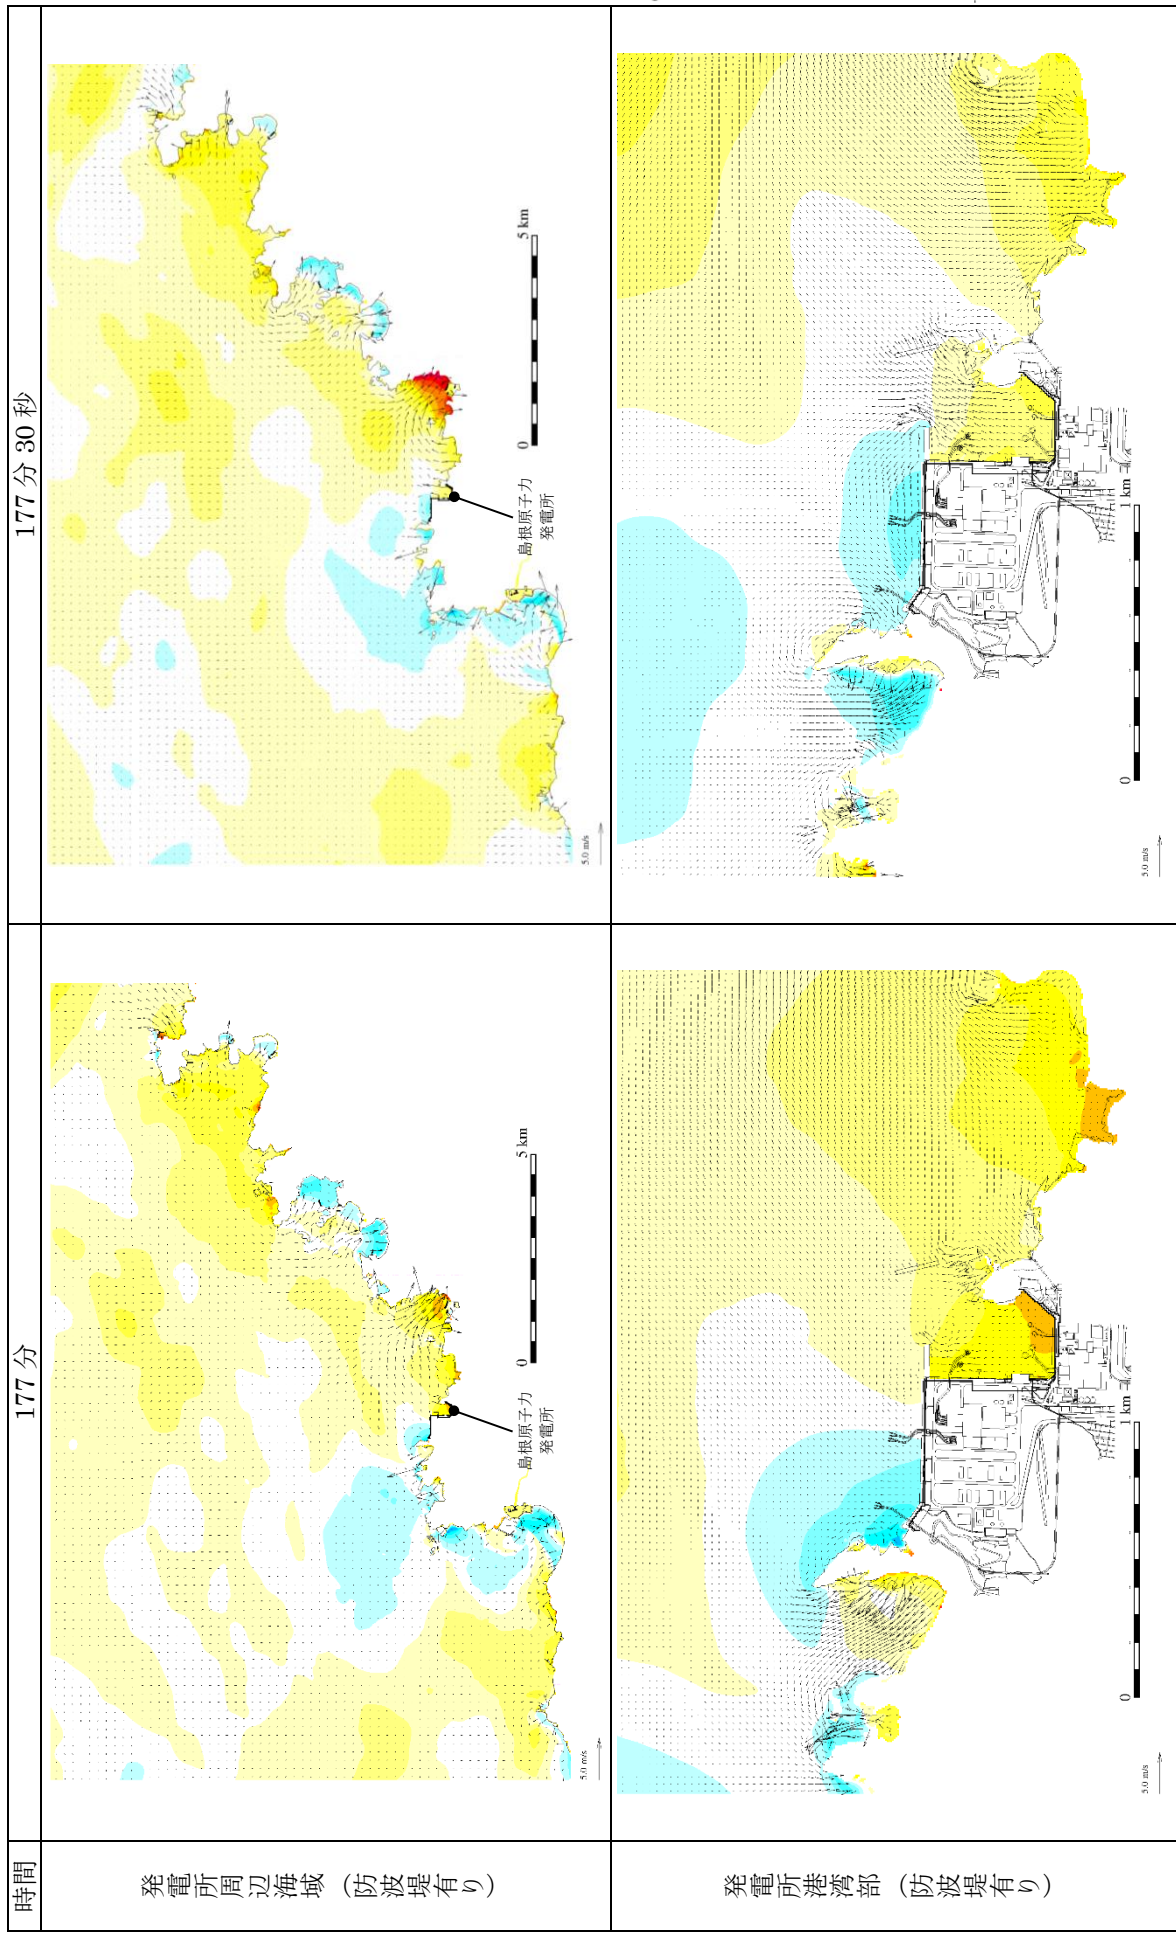 時間
177分
177分30秒
発電所周辺海域（防波堤有り）
島根原子力
発電所
0
5 km
5.0 m/s
島根原子力
発電所
0
5 km
5.0 m/s
発電所港湾部（防波堤有り）
0
1 km
5.0 m/s
0
1 km
5.0 m/s